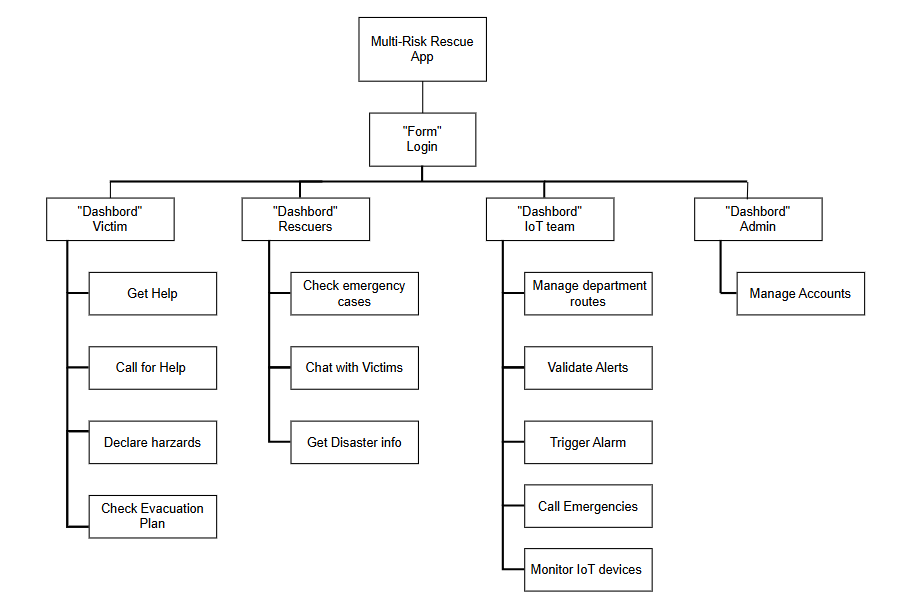 Multi-Risk Rescue
App
"Form"
Login
"Dashbord"
Victim
"Dashbord"
Rescuers
"Dashbord"
IoT team
"Dashbord"
Admin
Get Help
Call for Help
Declare harzards
Check Evacuation
Plan
Check emergency
cases
Chat with Victims
Get Disaster info
Manage department
routes
Validate Alerts
Trigger Alarm
Call Emergencies
Monitor IoT devices
Manage Accounts